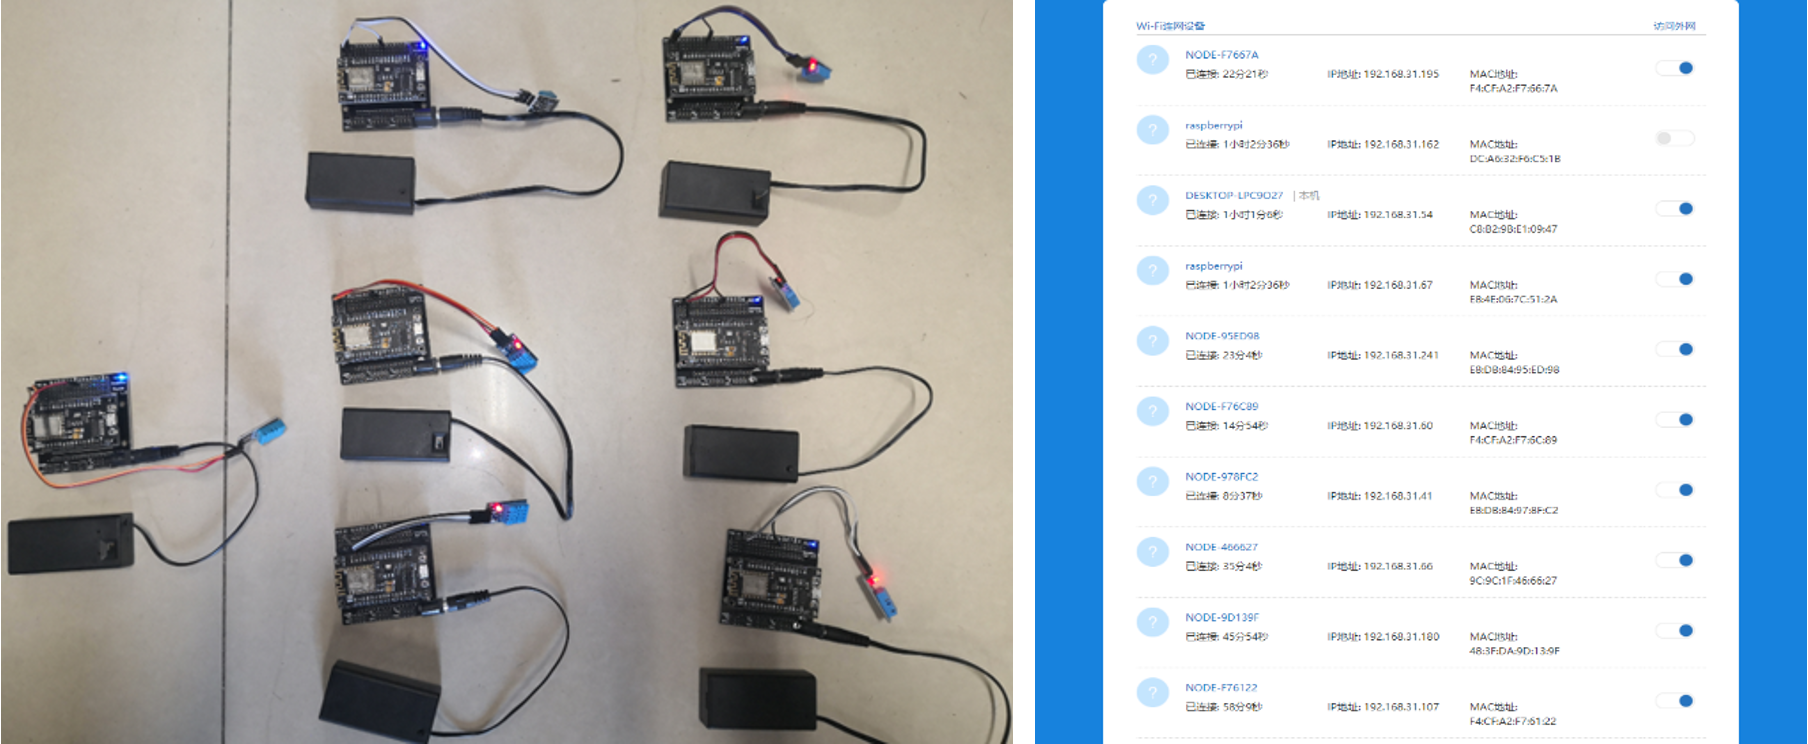 Wi-Fi连网设备 访问外网
NODE-F7667A
已连接: 22分21秒 IP地址: 192.168.31.195 MAC地址:
F4:CF:A2:F7:66:7A
raspberrypi
已连接: 1小时2分36秒 IP地址: 192.168.31.162 MAC地址:
DC:A6:32:F6:C5:1B
DESKTOP-LPC9O27 | 本机
已连接: 1小时1分6秒 IP地址: 192.168.31.54 MAC地址:
C8:B2:9B:E1:09:47
raspberrypi
已连接: 1小时2分36秒 IP地址: 192.168.31.67 MAC地址:
E8:4E:06:7C:51:2A
NODE-95ED98
已连接: 23分4秒 IP地址: 192.168.31.241 MAC地址:
E8:DB:84:95:ED:98
NODE-F76C89
已连接: 14分54秒 IP地址: 192.168.31.60 MAC地址:
F4:CF:A2:F7:6C:89
NODE-978FC2
已连接: 8分37秒 IP地址: 192.168.31.41 MAC地址:
E8:DB:84:97:8F:C2
NODE-466627
已连接: 35分4秒 IP地址: 192.168.31.66 MAC地址:
9C:9C:1F:46:66:27
NODE-9D139F
已连接: 45分54秒 IP地址: 192.168.31.180 MAC地址:
48:3F:DA:9D:13:9F
NODE-F76122
已连接: 58分9秒 IP地址: 192.168.31.107 MAC地址:
F4:CF:A2:F7:61:22